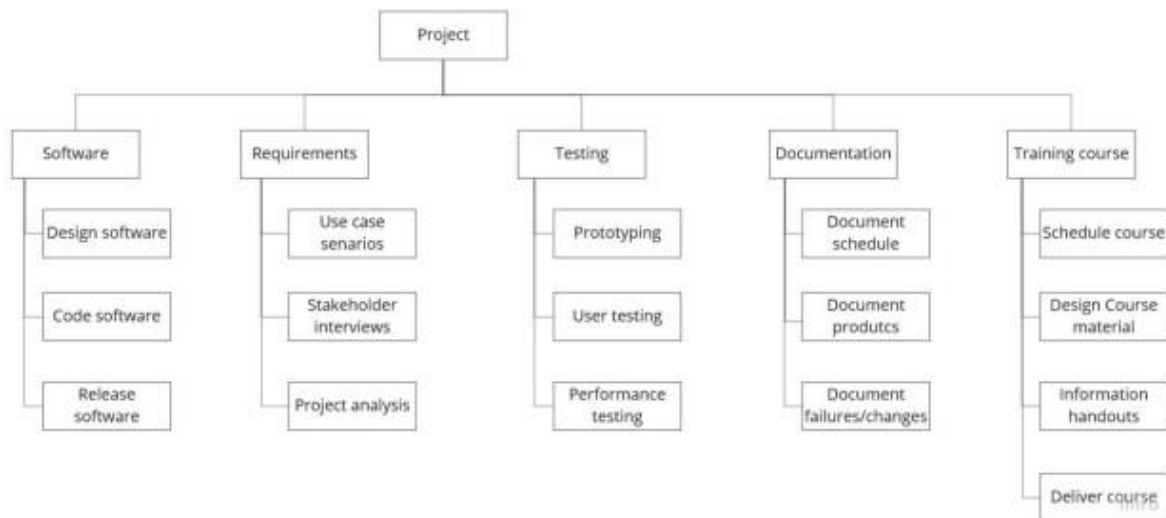 Project
Software
Requirements
Testing
Documentation
Training course
Design software
Use case
senarios
Prototyping
Document
schedule
Schedule course
Code software
Stakeholder
interviews
User testing
Document
produtcs
Design Course
material
Release
software
Project analysis
Performance
testing
Document
failures/changes
Information
handouts
Deliver course
miro